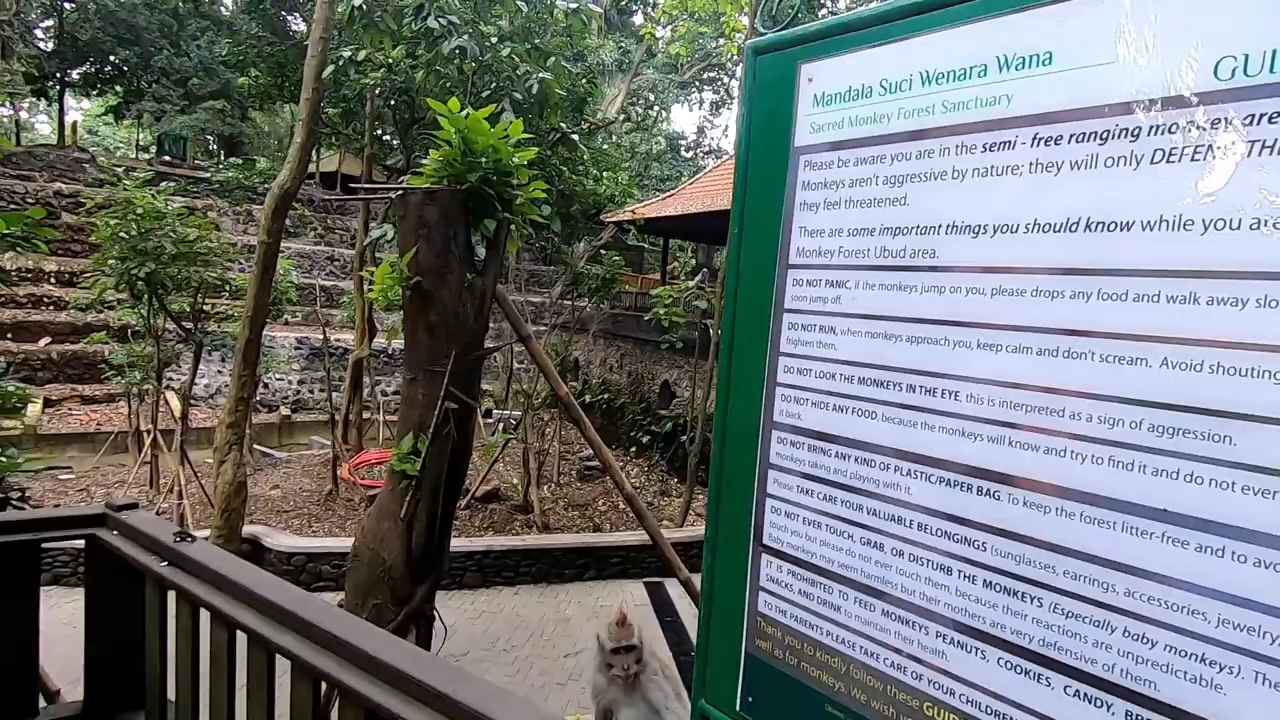 Mandala Suci Wenara Wana
Sacred Monkey Forest Sanctuary
Please be aware you are in the semi - free ranging monkey are
Monkeys aren't aggressive by nature; they will only DEFEND TH
they feel threatened.
There are some important things you should know while you are
Monkey Forest Ubud area.
DO NOT PANIC, if the monkeys jump on you, please drops any food and walk away slo
soon jump off,
DO NOT RUN, when monkeys approach you, keep calm and don't scream. Avoid shouting
frighten them.
DO NOT LOOK THE MONKEYS IN THE EYE, this is interpreted as a sign of aggression.
DO NOT HIDE ANY FOOD, because the monkeys will know and try to find it and do not ever
it back.
DO NOT BRING ANY KIND OF PLASTIC/PAPER BAG. To keep the forest litter-free and to avo
monkeys taking and playing with it.
Please TAKE CARE YOUR VALUABLE BELONGINGS (sunglasses, earrings, accessories, jewelry
DO NOT EVER TOUCH, GRAB, OR DISTURB THE MONKEYS (Especially baby monkeys). The
touch you but please do not ever touch them, because their reactions are unpredictable.
Baby monkeys may seem harmless but their mothers are very defensive of them.
IT IS PROHIBITED TO FEED MONKEYS PEANUTS, COOKIES, CANDY, BR
SNACKS, AND DRINK to maintain their health.
TO THE PARENTS PLEASE TAKE CARE OF YOUR CHILDREN
Thank you to kindly follow these GUID
well as for monkeys. We wish